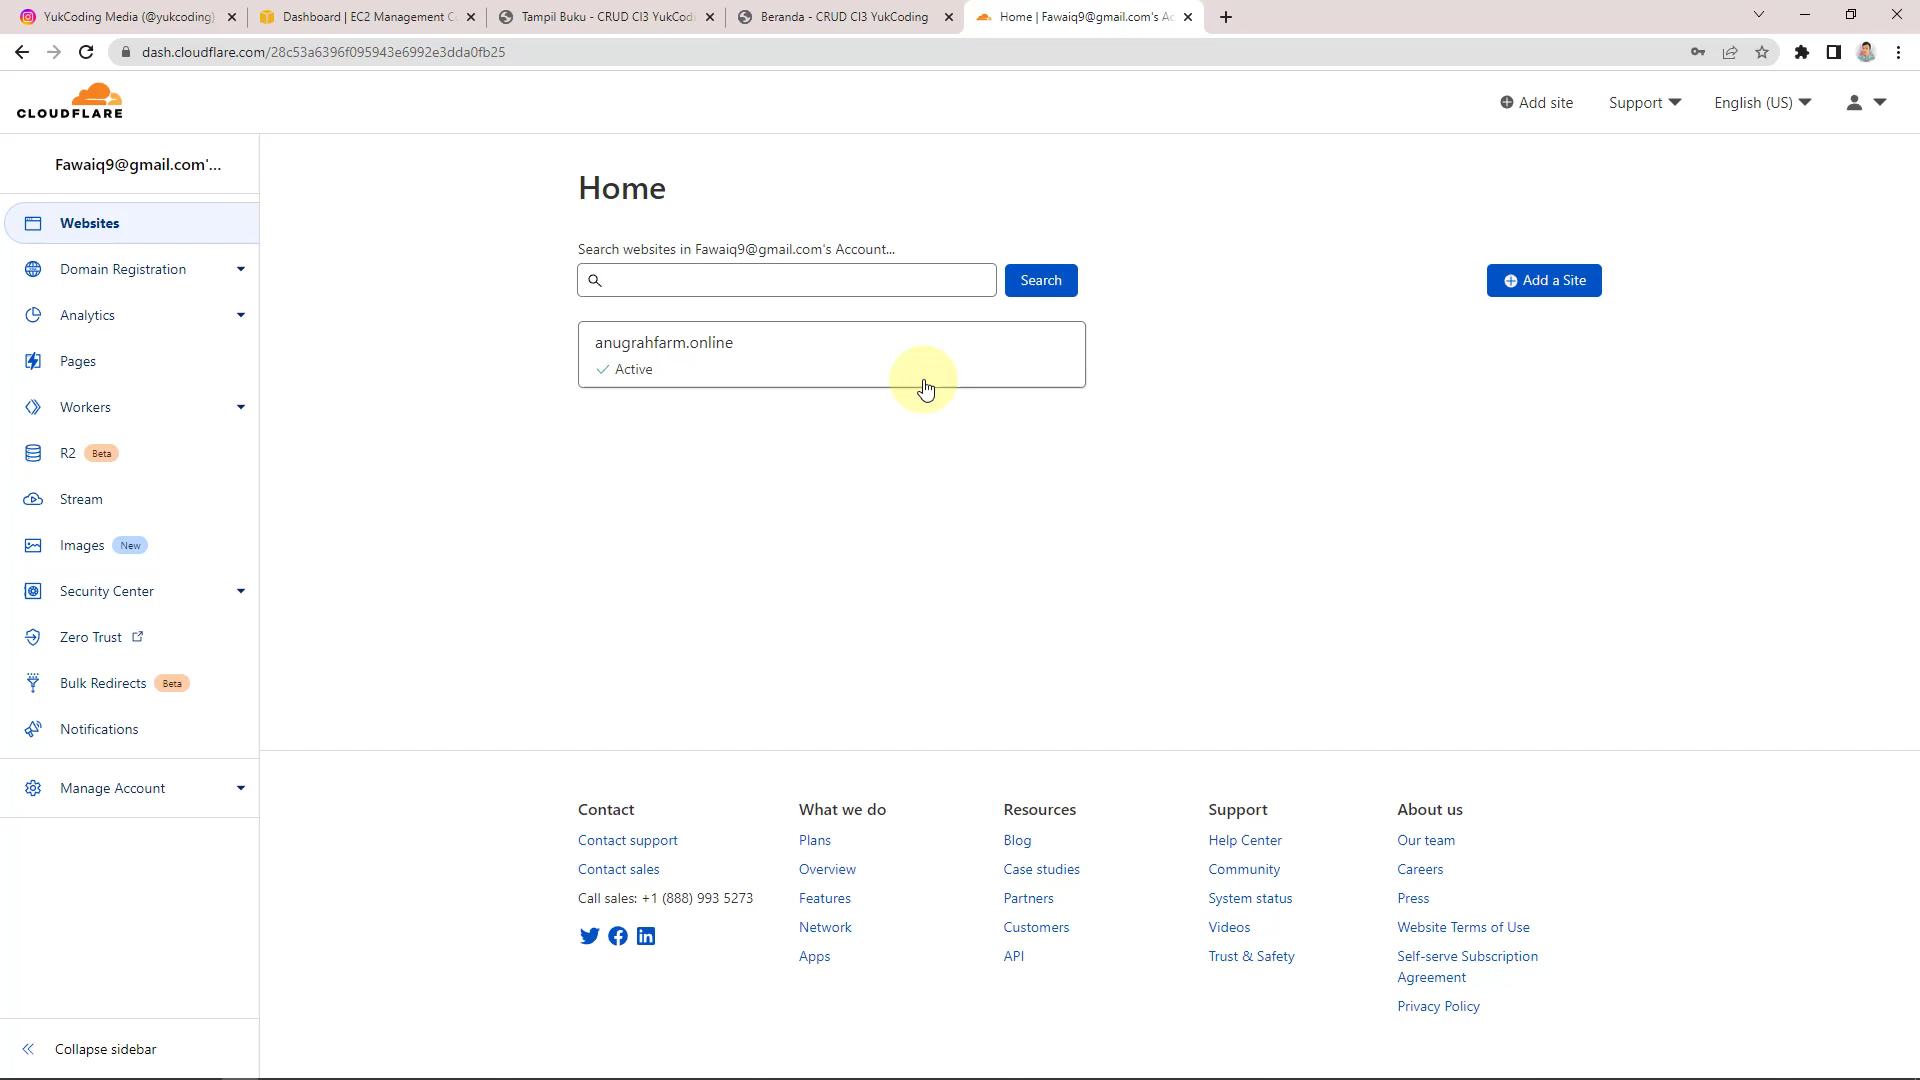 YukCoding Media (@yukcoding)
Dashboard | EC2 Management C
Tampil Buku - CRUD CI3 YukCodi
Beranda - CRUD CI3 YukCoding
Home | Fawaiq9@gmail.com's Ac
dash.cloudflare.com/28c53a6396f095943e6992e3dda0fb25
CLOUDFLARE
Add site
Support
English (US)
Fawaiq9@gmail.com'...
Websites
Domain Registration
Analytics
Pages
Workers
R2 Beta
Stream
Images New
Security Center
Zero Trust
Bulk Redirects Beta
Notifications
Manage Account
Collapse sidebar
Home
Search websites in Fawaiq9@gmail.com's Account...
Search
Add a Site
anugrahfarm.online
Active
Contact
Contact support
Contact sales
Call sales: +1 (888) 993 5273
What we do
Plans
Overview
Features
Network
Apps
Resources
Blog
Case studies
Partners
Customers
API
Support
Help Center
Community
System status
Videos
Trust & Safety
About us
Our team
Careers
Press
Website Terms of Use
Self-serve Subscription
Agreement
Privacy Policy